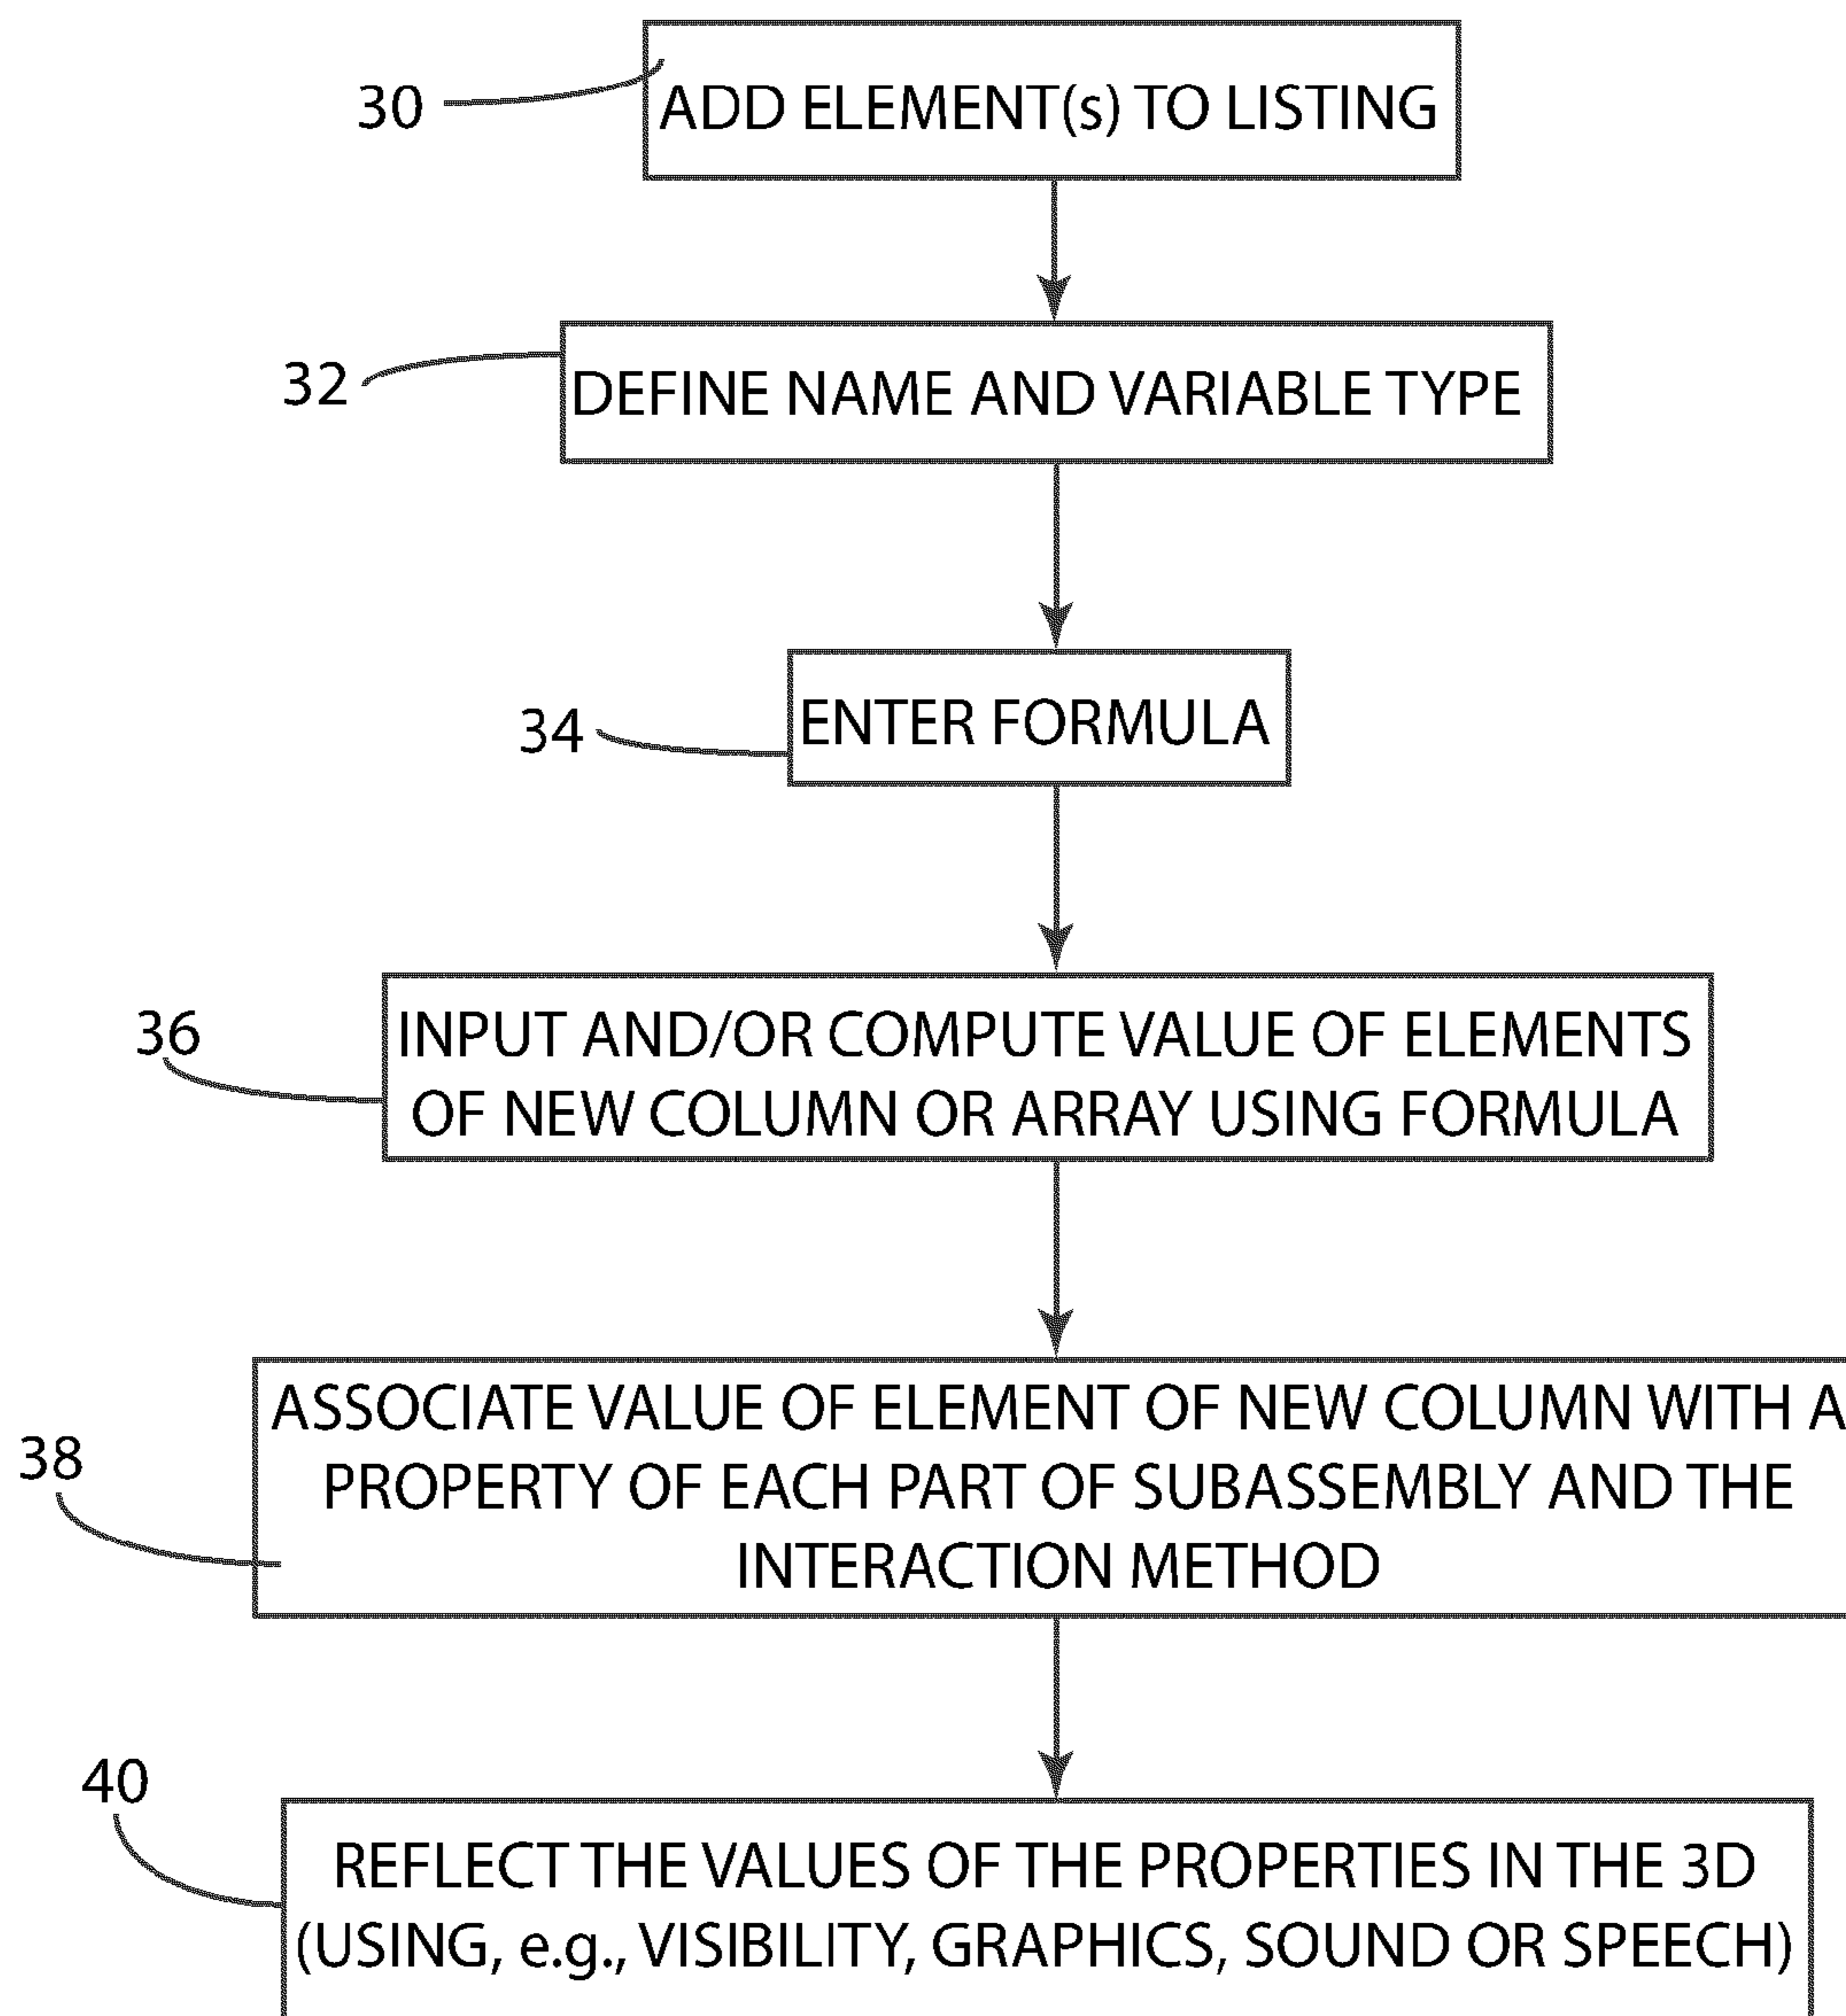 30
ADD ELEMENT(s) TO LISTING
32
DEFINE NAME AND VARIABLE TYPE
34
ENTER FORMULA
36
INPUT AND/OR COMPUTE VALUE OF ELEMENTS
OF NEW COLUMN OR ARRAY USING FORMULA
38
ASSOCIATE VALUE OF ELEMENT OF NEW COLUMN WITH A
PROPERTY OF EACH PART OF SUBASSEMBLY AND THE
INTERACTION METHOD
40
REFLECT THE VALUES OF THE PROPERTIES IN THE 3D
(USING, e.g., VISIBILITY, GRAPHICS, SOUND OR SPEECH)